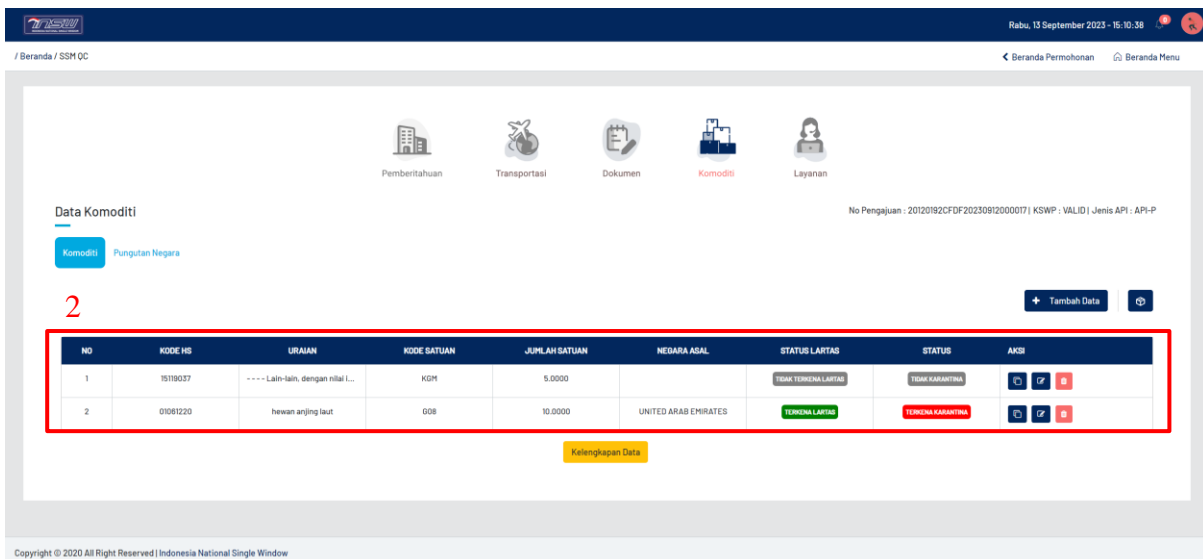 INSW
Rabu, 13 September 2023 - 15:10:38
0
/ Beranda / SSM QC
Beranda Permohonan
Beranda Menu
Pemberitahuan
Transportasi
Dokumen
Komoditi
Layanan
Data Komoditi
No Pengajuan : 20120192CFDF20230912000017 | KSWP : VALID | Jenis API : API-P
Komoditi
Pungutan Negara
2
+ Tambah Data
NO KODE HS URAIAN KODE SATUAN JUMLAH SATUAN NEGARA ASAL STATUS LARTAS STATUS AKSI
1 15119037 - - - - Lain-lain, dengan nilai i... KGM 5.0000 TIDAK TERKENA LARTAS TIDAK KARANTINA
2 01061220 hewan anjing laut G08 10.0000 UNITED ARAB EMIRATES TERKENA LARTAS TERKENA KARANTINA
Kelengkapan Data
Copyright © 2020 All Right Reserved | Indonesia National Single Window